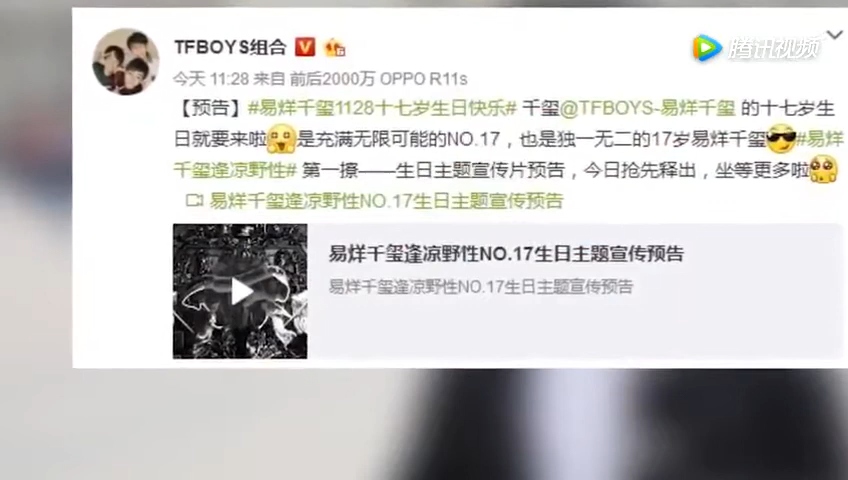 腾讯视频
TFBOYS组合
今天 11:28 来自 前后2000万 OPPO R11s
【预告】#易烊千玺1128十七岁生日快乐# 千玺@TFBOYS-易烊千玺 的十七岁生
日就要来啦是充满无限可能的NO.17，也是独一无二的17岁易烊千玺#易烊
千玺逢凉野性# 第一擦——生日主题宣传片预告，今日抢先释出，坐等更多啦
易烊千玺逢凉野性NO.17生日主题宣传预告
易烊千玺逢凉野性NO.17生日主题宣传预告
易烊千玺逢凉野性NO.17生日主题宣传预告